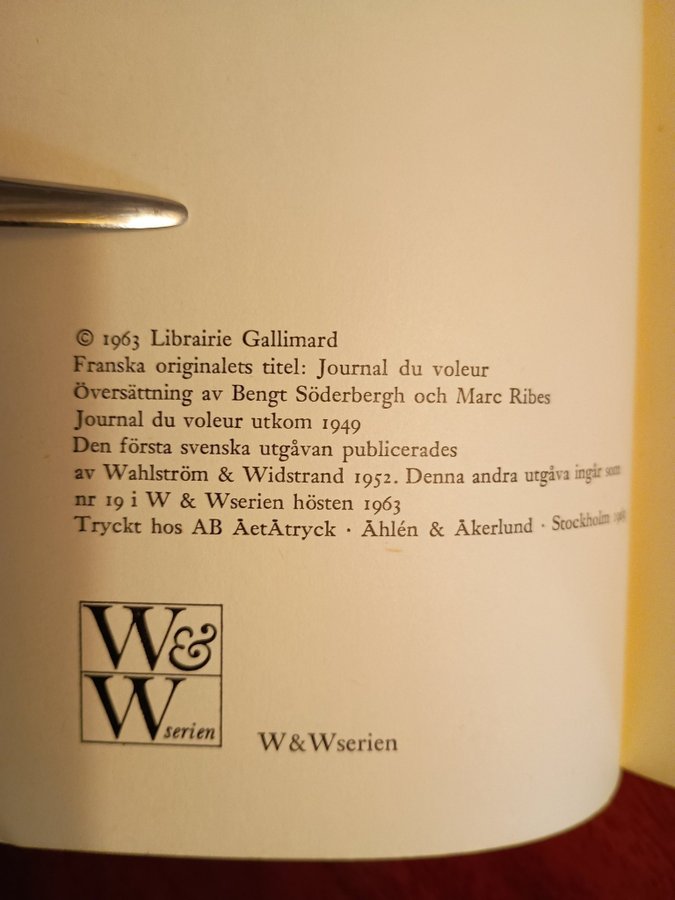 © 1963 Librairie Gallimard
Franska originalets titel: Journal du voleur
Översättning av Bengt Söderbergh och Marc Ribes
Journal du voleur utkom 1949
Den första svenska utgåvan publicerades
av Wahlström & Widstrand 1952. Denna andra utgåva ingår som
nr 19 i W & Wserien hösten 1963
Tryckt hos AB ÅetÅtryck · Åhlén & Åkerlund · Stockholm
W&
W serien
W&Wserien